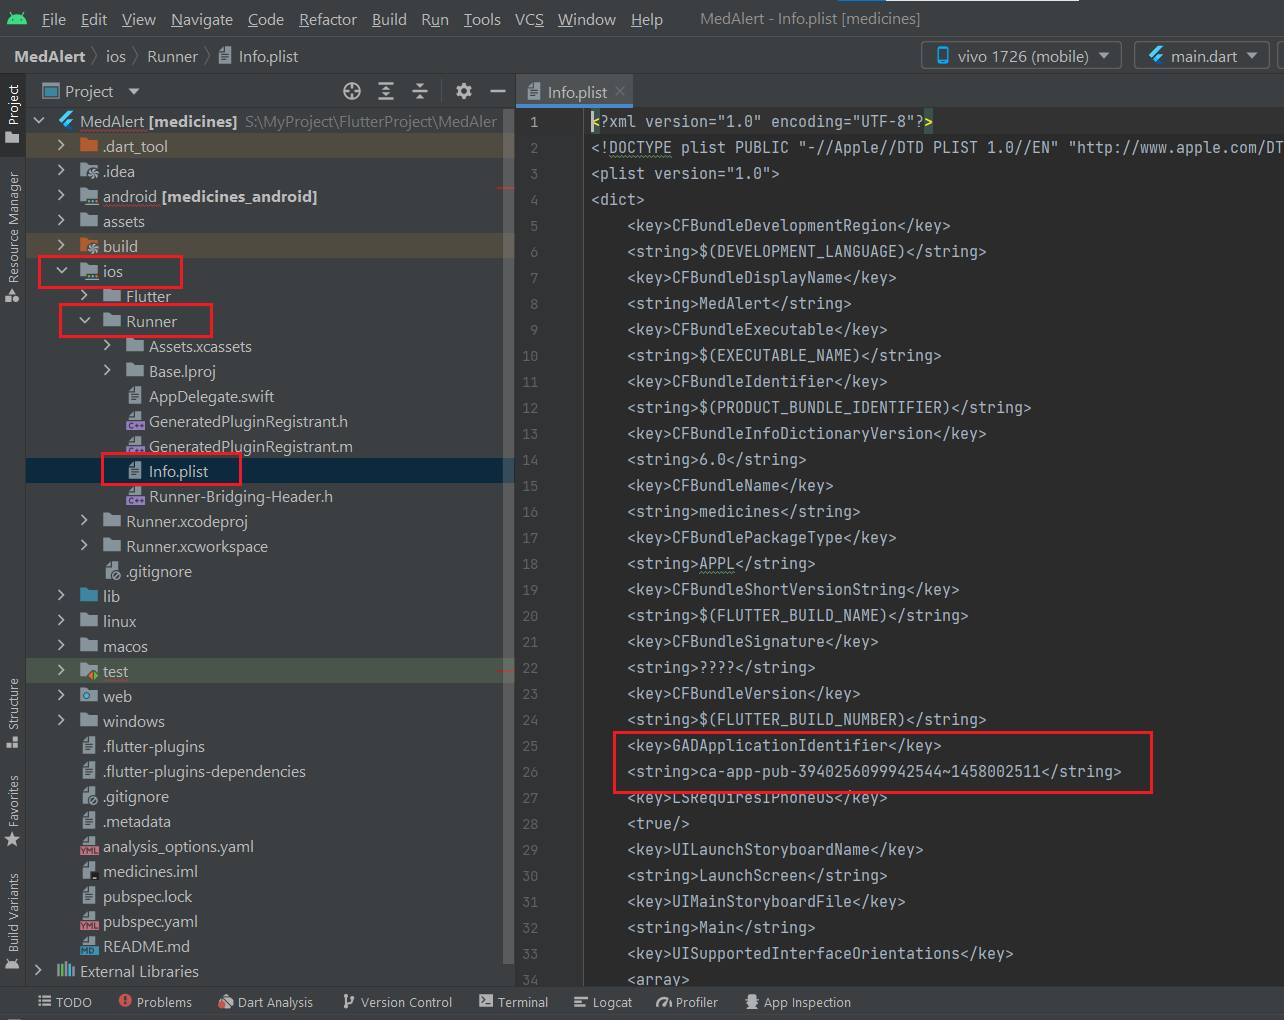 File Edit View Navigate Code Refactor Build Run Tools VCS Window Help MedAlert - Info.plist [medicines]
MedAlert ios Runner Info.plist vivo 1726 (mobile) main.dart
Project
Resource Manager
Structure
Favorites
Build Variants
Project
MedAlert [medicines] S:\MyProject\FlutterProject\MedAler
.dart_tool
.idea
android [medicines_android]
assets
build
ios
Flutter
Runner
Assets.xcassets
Base.lproj
AppDelegate.swift
GeneratedPluginRegistrant.h
GeneratedPluginRegistrant.m
Info.plist
Runner-Bridging-Header.h
Runner.xcodeproj
Runner.xcworkspace
.gitignore
lib
linux
macos
test
web
windows
.flutter-plugins
.flutter-plugins-dependencies
.gitignore
.metadata
analysis_options.yaml
medicines.iml
pubspec.lock
pubspec.yaml
README.md
External Libraries
Info.plist
1 <?xml version="1.0" encoding="UTF-8"?>
2 <!DOCTYPE plist PUBLIC "-//Apple//DTD PLIST 1.0//EN" "http://www.apple.com/DT
3 <plist version="1.0">
4 <dict>
5 <key>CFBundleDevelopmentRegion</key>
6 <string>$(DEVELOPMENT_LANGUAGE)</string>
7 <key>CFBundleDisplayName</key>
8 <string>MedAlert</string>
9 <key>CFBundleExecutable</key>
10 <string>$(EXECUTABLE_NAME)</string>
11 <key>CFBundleIdentifier</key>
12 <string>$(PRODUCT_BUNDLE_IDENTIFIER)</string>
13 <key>CFBundleInfoDictionaryVersion</key>
14 <string>6.0</string>
15 <key>CFBundleName</key>
16 <string>medicines</string>
17 <key>CFBundlePackageType</key>
18 <string>APPL</string>
19 <key>CFBundleShortVersionString</key>
20 <string>$(FLUTTER_BUILD_NAME)</string>
21 <key>CFBundleSignature</key>
22 <string>????</string>
23 <key>CFBundleVersion</key>
24 <string>$(FLUTTER_BUILD_NUMBER)</string>
25 <key>GADApplicationIdentifier</key>
26 <string>ca-app-pub-3940256099942544~1458002511</string>
27 <key>LSRequiresIPhoneOS</key>
28 <true/>
29 <key>UILaunchStoryboardName</key>
30 <string>LaunchScreen</string>
31 <key>UIMainStoryboardFile</key>
32 <string>Main</string>
33 <key>UISupportedInterfaceOrientations</key>
34 <array>
TODO Problems Dart Analysis Version Control Terminal Logcat Profiler App Inspection